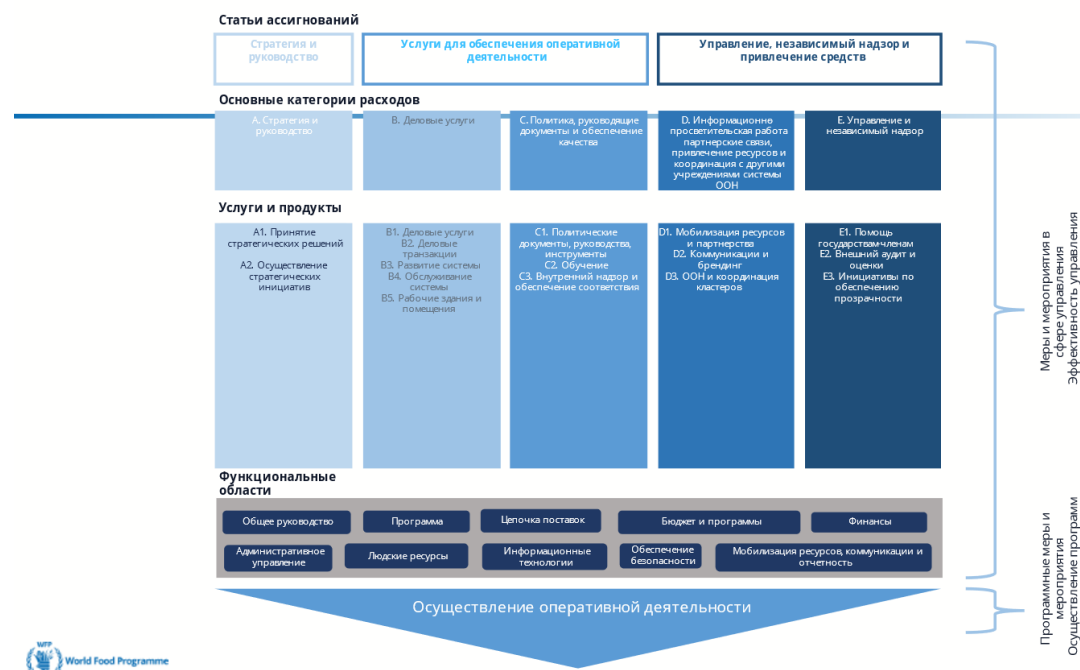 Статьи ассигнований
Стратегия и
руководство
Услуги для обеспечения оперативной
деятельности
Управление, независимый надзор и
привлечение средств
Основные категории расходов
A. Стратегия и
руководство
B. Деловые услуги
C. Политика, руководящие
документы и обеспечение
качества
D. Информационнo
просветительская работа
партнерские связи,
привлечение ресурсов и
координация с другими
учреждениями системы
ООН
E. Управление и
независимый надзор
Услуги и продукты
A1. Принятие
стратегических решений
A2. Осуществление
стратегических
инициатив
B1. Деловые услуги
B2. Деловые
транзакции
B3. Развитие системы
B4. Обслуживание
системы
B5. Рабочие здания и
помещения
C1. Политические
документы, руководства,
инструменты
C2. Обучение
C3. Внутренний надзор и
обеспечение соответствия
D1. Мобилизация ресурсов
и партнерства
D2. Коммуникации и
брендинг
D3. ООН и координация
кластеров
E1. Помощь
государствам-членам
E2. Внешний аудит и
оценки
E3. Инициативы по
обеспечению
прозрачности
Меры и мероприятия в
сфере управления
Эффективность управления
Функциональные
области
Общее руководство
Программа
Цепочка поставок
Бюджет и программы
Финансы
Административное
управление
Людские ресурсы
Информационные
технологии
Обеспечение
безопасности
Мобилизация ресурсов, коммуникации и
отчетность
Осуществление оперативной деятельности
Программные меры и
мероприятия
Осуществление программ
WFP
World Food Programme